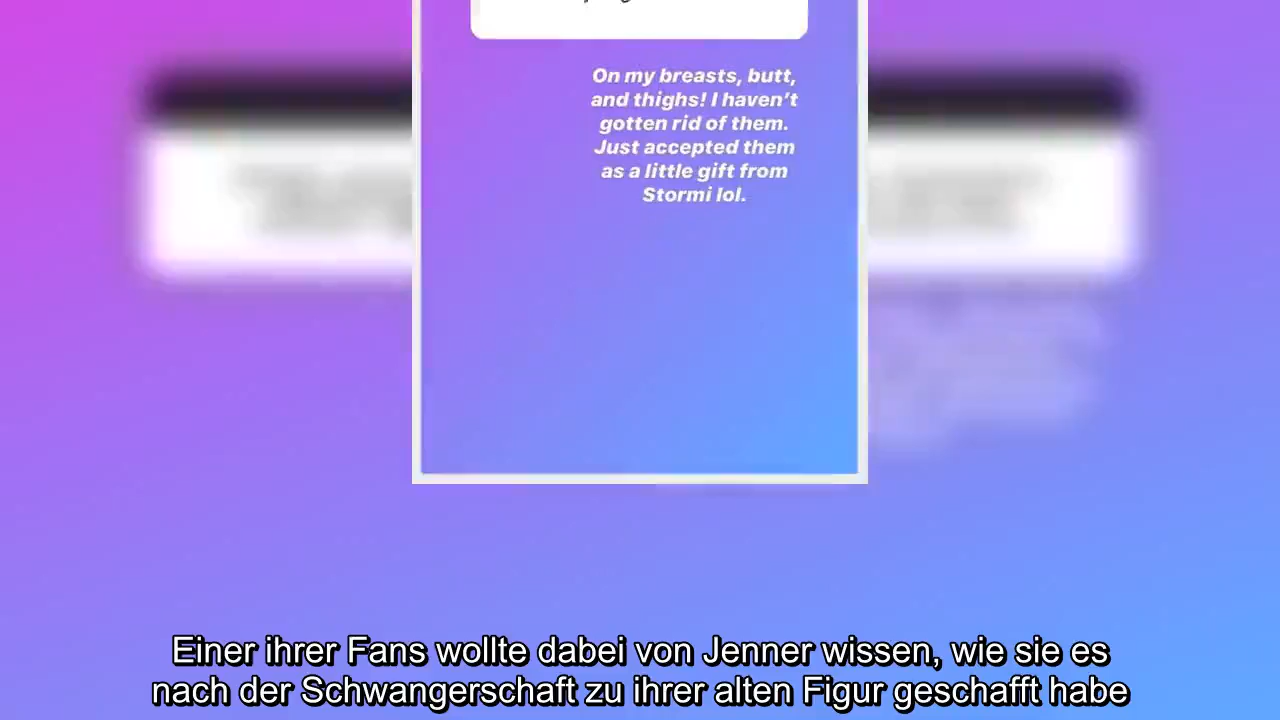 On my breasts, butt,
and thighs! I haven't
gotten rid of them.
Just accepted them
as a little gift from
Stormi lol.
Einer ihrer Fans wollte dabei von Jenner wissen, wie sie es
nach der Schwangerschaft zu ihrer alten Figur geschafft habe